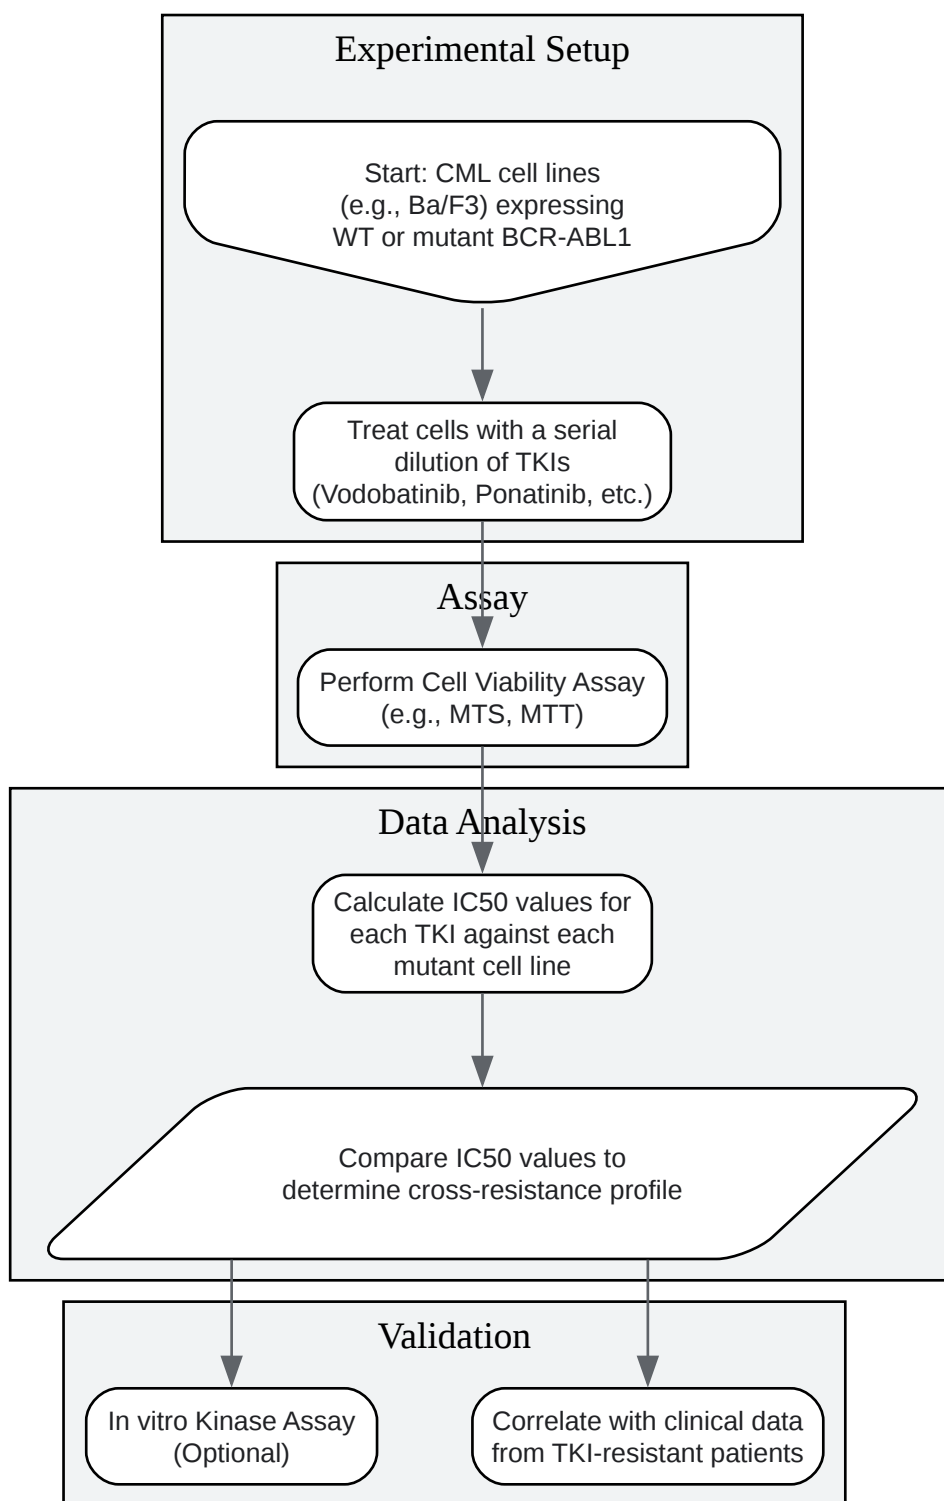 Experimental Setup
Start: CML cell lines
(e.g., Ba/F3) expressing
WT or mutant BCR-ABL1
Treat cells with a serial
dilution of TKIs
(Vodobatinib, Ponatinib, etc.)
Assay
Perform Cell Viability Assay
(e.g., MTS, MTT)
Data Analysis
Calculate IC50 values for
each TKI against each
mutant cell line
Compare IC50 values to
determine cross-resistance profile
Validation
In vitro Kinase Assay
(Optional)
Correlate with clinical data
from TKI-resistant patients